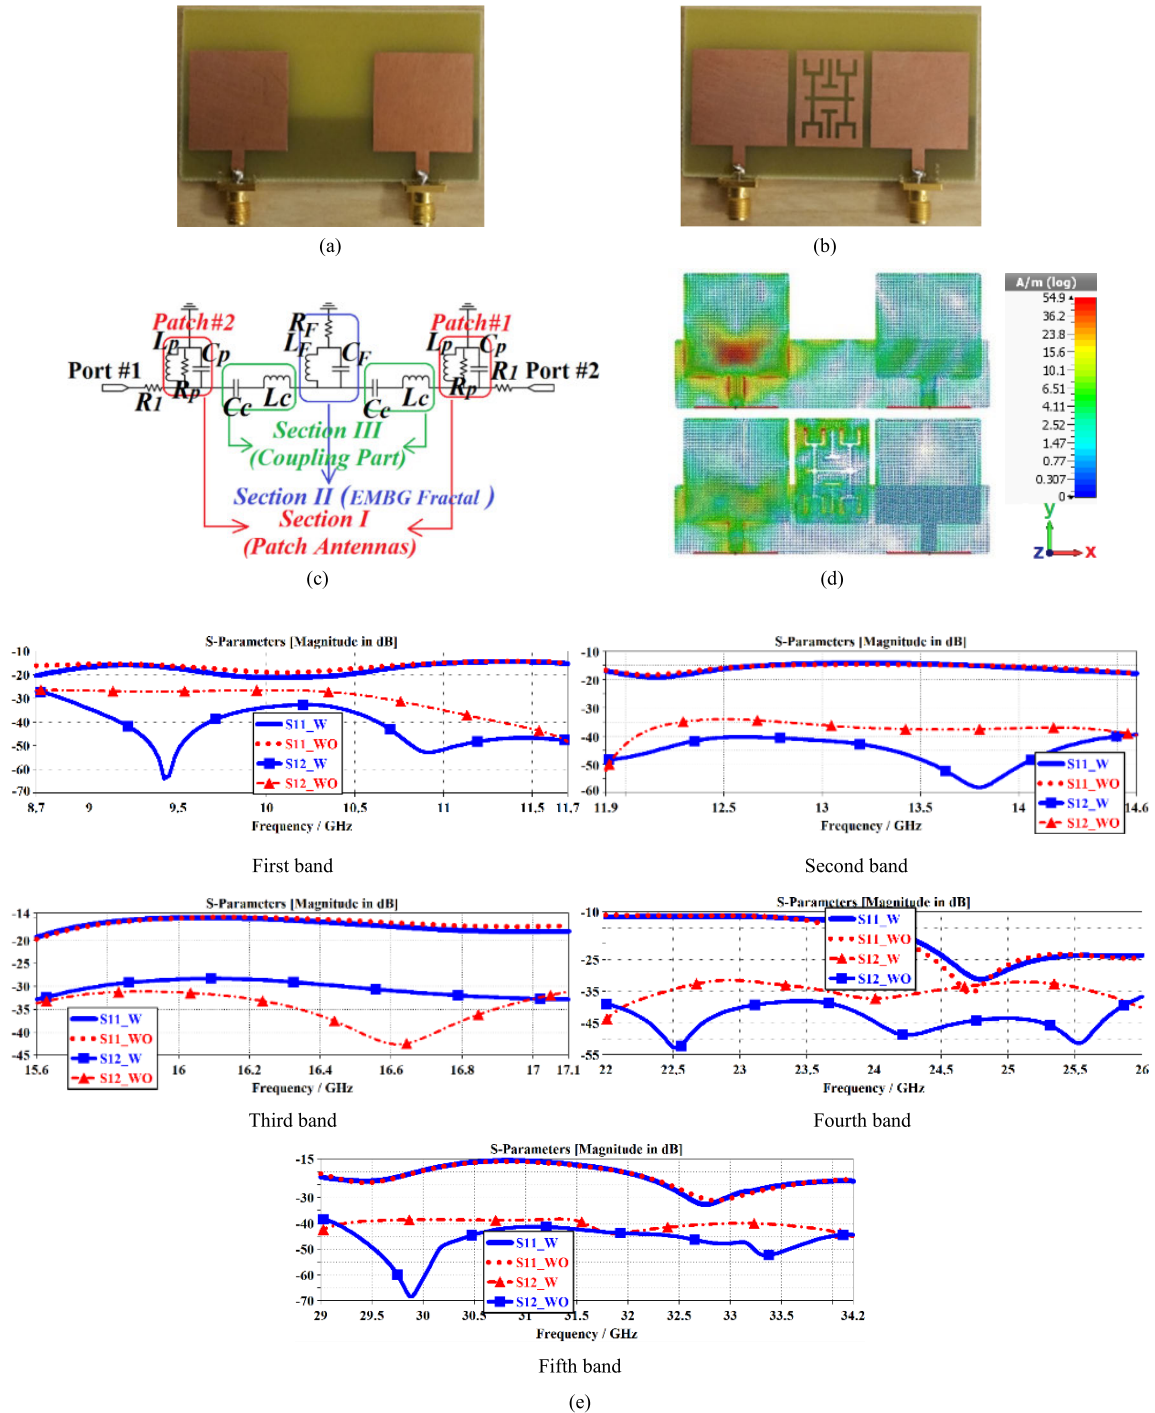 (a)
(b)
Patch#2
Patch#1
Lp
Cp
Rp
R1
Port #1
RF
LF
CF
Lp
Cp
Rp
R1
Port #2
Cc
Lc
Cc
Lc
Section III
(Coupling Part)
Section II (EMBG Fractal )
Section I
(Patch Antennas)
(c)
A/m (log)
54.9
36.2
23.8
15.6
10.1
6.51
4.11
2.52
1.47
0.77
0.307
0
y
z
x
(d)
S-Parameters [Magnitude in dB]
-10
-20
-30
-40
-50
-60
-70
S11_W
S11_WO
S12_W
S12_WO
8.7 9 9.5 10 10.5 11 11.5 11.7
Frequency / GHz
First band
S-Parameters [Magnitude in dB]
-10
-20
-30
-40
-50
-60
S11_W
S11_WO
S12_W
S12_WO
11.9 12.5 13 13.5 14 14.6
Frequency / GHz
Second band
S-Parameters [Magnitude in dB]
-14
-20
-25
-30
-35
-40
-45
S11_W
S11_WO
S12_W
S12_WO
15.6 16 16.2 16.4 16.6 16.8 17 17.1
Frequency / GHz
Third band
S-Parameters [Magnitude in dB]
-10
-25
-35
-45
-55
S11_W
S11_WO
S12_W
S12_WO
22 22.5 23 23.5 24 24.5 25 25.5 26
Frequency / GHz
Fourth band
S-Parameters [Magnitude in dB]
-15
-30
-40
-50
-60
-70
S11_W
S11_WO
S12_W
S12_WO
29 29.5 30 30.5 31 31.5 32 32.5 33 33.5 34.2
Frequency / GHz
Fifth band
(e)